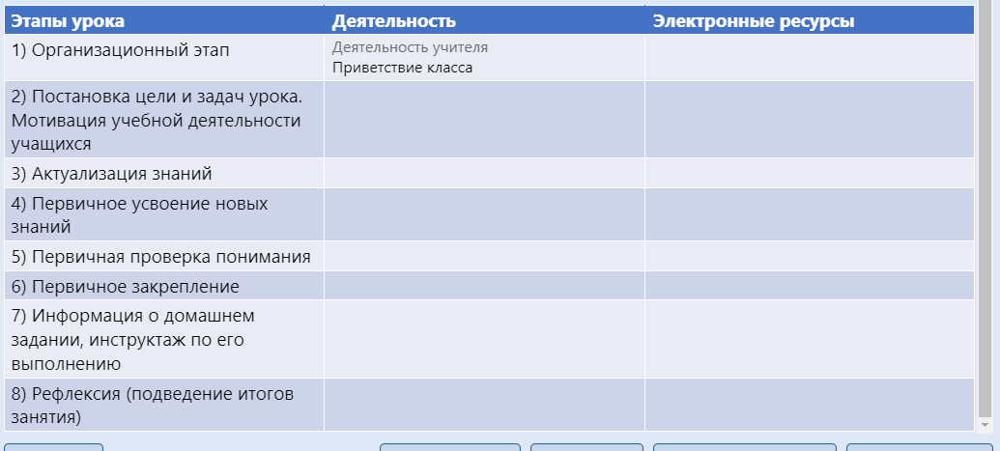 Этапы урока Деятельность Электронные ресурсы
1) Организационный этап
Деятельность учителя
Приветствие класса
2) Постановка цели и задач урока.
Мотивация учебной деятельности
учащихся
3) Актуализация знаний
4) Первичное усвоение новых
знаний
5) Первичная проверка понимания
6) Первичное закрепление
7) Информация о домашнем
задании, инструктаж по его
выполнению
8) Рефлексия (подведение итогов
занятия)